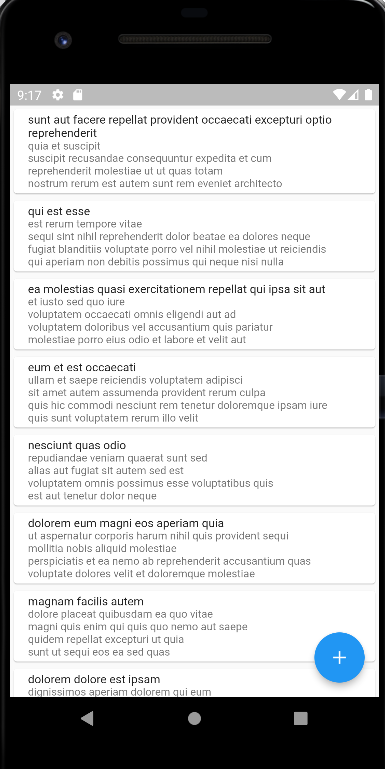 9:17
sunt aut facere repellat provident occaecati excepturi optio
reprehenderit
quia et suscipit
suscipit recusandae consequuntur expedita et cum
reprehenderit molestiae ut ut quas totam
nostrum rerum est autem sunt rem eveniet architecto
qui est esse
est rerum tempore vitae
sequi sint nihil reprehenderit dolor beatae ea dolores neque
fugiat blanditiis voluptate porro vel nihil molestiae ut reiciendis
qui aperiam non debitis possimus qui neque nisi nulla
ea molestias quasi exercitationem repellat qui ipsa sit aut
et iusto sed quo iure
voluptatem occaecati omnis eligendi aut ad
voluptatem doloribus vel accusantium quis pariatur
molestiae porro eius odio et labore et velit aut
eum et est occaecati
ullam et saepe reiciendis voluptatem adipisci
sit amet autem assumenda provident rerum culpa
quis hic commodi nesciunt rem tenetur doloremque ipsam iure
quis sunt voluptatem rerum illo velit
nesciunt quas odio
repudiandae veniam quaerat sunt sed
alias aut fugiat sit autem sed est
voluptatem omnis possimus esse voluptatibus quis
est aut tenetur dolor neque
dolorem eum magni eos aperiam quia
ut aspernatur corporis harum nihil quis provident sequi
mollitia nobis aliquid molestiae
perspiciatis et ea nemo ab reprehenderit accusantium quas
voluptate dolores velit et doloremque molestiae
magnam facilis autem
dolore placeat quibusdam ea quo vitae
magni quis enim qui quis quo nemo aut saepe
quidem repellat excepturi ut quia
sunt ut sequi eos ea sed quas
dolorem dolore est ipsam
dignissimos aperiam dolorem qui eum